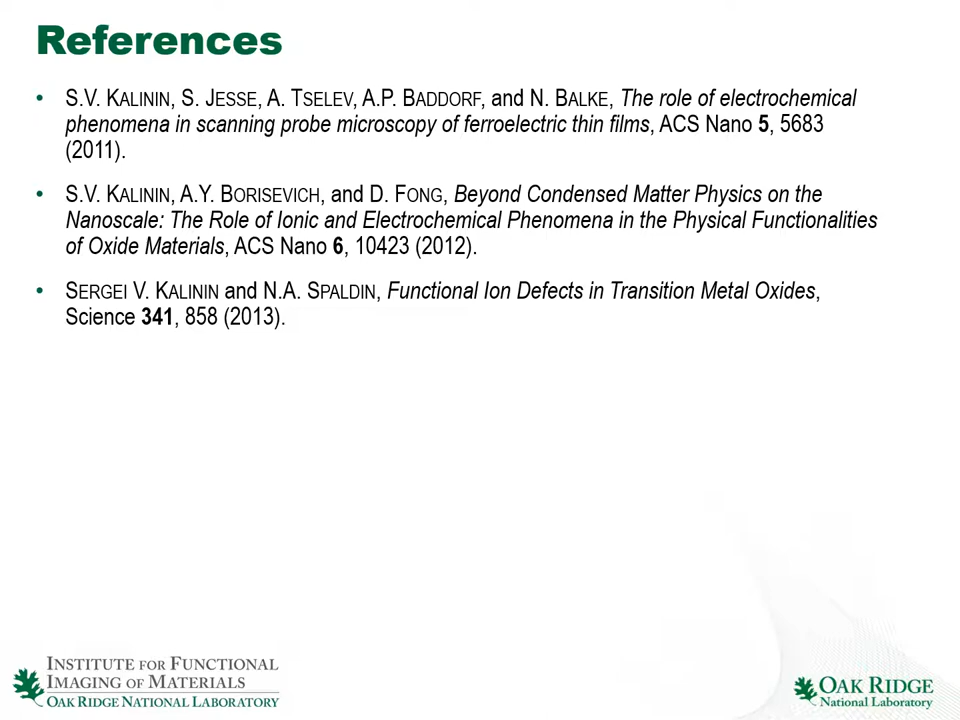 References
• S.V. KALININ, S. JESSE, A. TSELEV, A.P. BADDORF, and N. BALKE, The role of electrochemical
phenomena in scanning probe microscopy of ferroelectric thin films, ACS Nano 5, 5683
(2011).
• S.V. KALININ, A.Y. BORISEVICH, and D. FONG, Beyond Condensed Matter Physics on the
Nanoscale: The Role of Ionic and Electrochemical Phenomena in the Physical Functionalities
of Oxide Materials, ACS Nano 6, 10423 (2012).
• SERGEI V. KALININ and N.A. SPALDIN, Functional Ion Defects in Transition Metal Oxides,
Science 341, 858 (2013).
INSTITUTE FOR FUNCTIONAL
IMAGING OF MATERIALS
OAK RIDGE NATIONAL LABORATORY
OAK RIDGE
National Laboratory